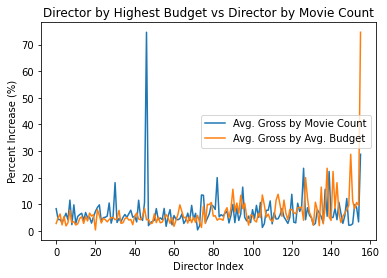 Director by Highest Budget vs Director by Movie Count
Percent Increase (%)
70
60
50
40
30
20
10
0
Avg. Gross by Movie Count
Avg. Gross by Avg. Budget
0 20 40 60 80 100 120 140 160
Director Index